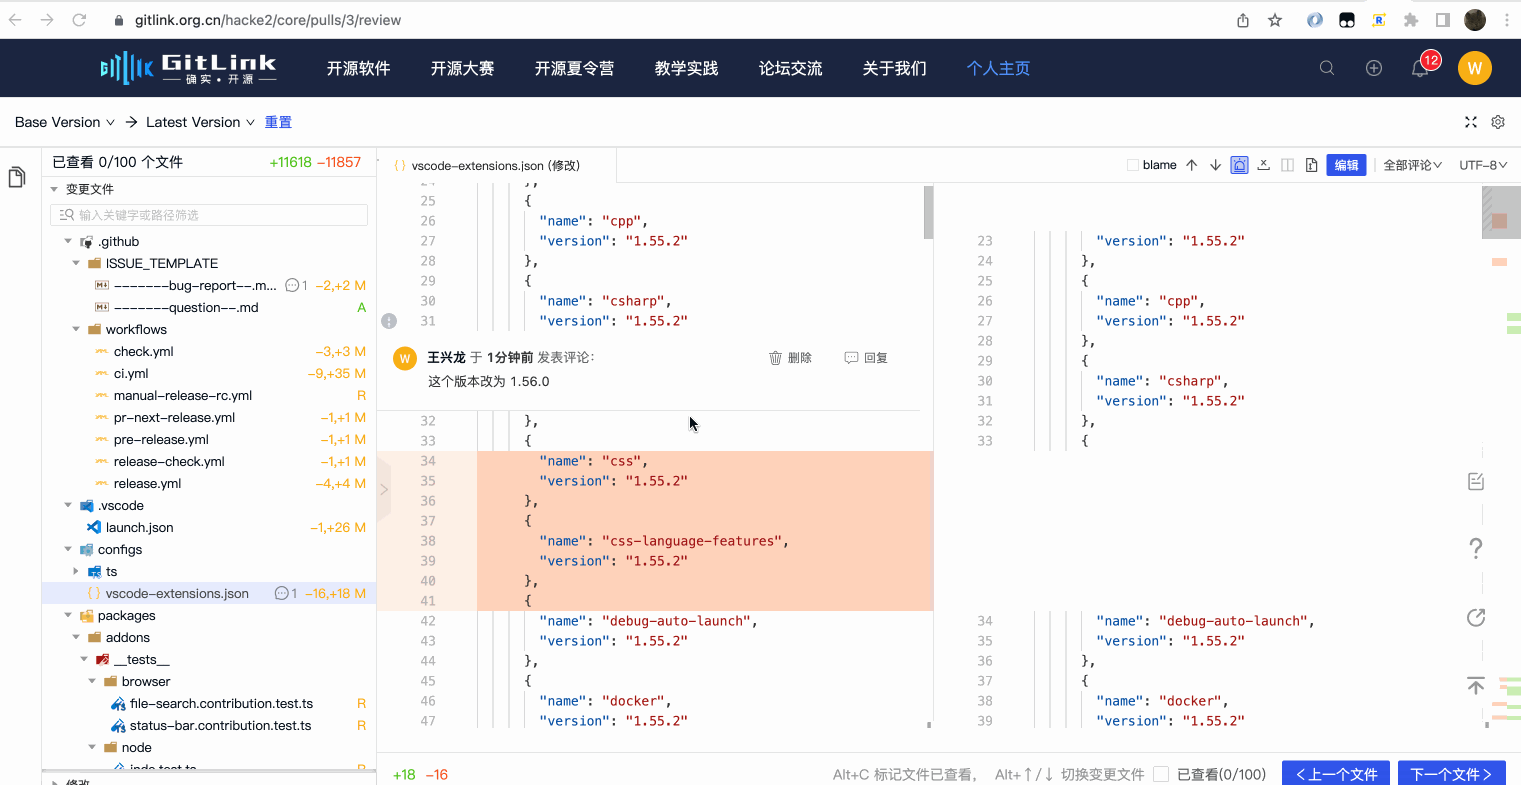 gitlink.org.cn/hacke2/core/pulls/3/review
GitLink
确实·开源
开源软件 开源大赛 开源夏令营 教学实践 论坛交流 关于我们 个人主页
12
W
Base Version Latest Version 重置
已查看 0/100 个文件 +11618 -11857
变更文件
输入关键字或路径筛选
.github
ISSUE_TEMPLATE
-------bug-report--.m... 1 -2,+2 M
-------question--.md A
workflows
check.yml -3,+3 M
ci.yml -9,+35 M
manual-release-rc.yml R
pr-next-release.yml -1,+1 M
pre-release.yml -1,+1 M
release-check.yml -1,+1 M
release.yml -4,+4 M
.vscode
launch.json -1,+26 M
configs
ts
vscode-extensions.json 1 -16,+18 M
packages
addons
__tests__
browser
file-search.contribution.test.ts R
status-bar.contribution.test.ts R
node
vscode-extensions.json (修改)
blame 编辑 全部评论 UTF-8
24 },
25 {
26 "name": "cpp",
27 "version": "1.55.2"
28 },
29 {
30 "name": "csharp",
31 "version": "1.55.2"
W 王兴龙 于 1分钟前 发表评论: 删除 回复
这个版本改为 1.56.0
32 },
33 {
34 "name": "css",
35 "version": "1.55.2"
36 },
37 {
38 "name": "css-language-features",
39 "version": "1.55.2"
40 },
41 {
42 "name": "debug-auto-launch",
43 "version": "1.55.2"
44 },
45 {
46 "name": "docker",
47 "version": "1.55.2"
23 "version": "1.55.2"
24 },
25 {
26 "name": "cpp",
27 "version": "1.55.2"
28 },
29 {
30 "name": "csharp",
31 "version": "1.55.2"
32 },
33 {
34 "name": "debug-auto-launch",
35 "version": "1.55.2"
36 },
37 {
38 "name": "docker",
39 "version": "1.55.2"
+18 -16
Alt+C 标记文件已查看， Alt+↑/↓ 切换变更文件 已查看(0/100) 上一个文件 下一个文件